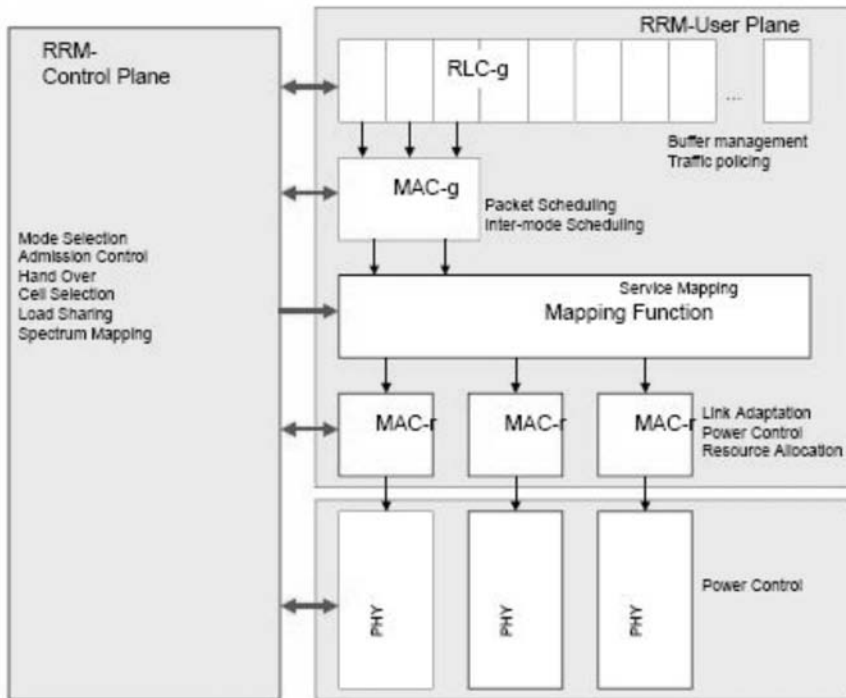 RRM-
Control Plane
Mode Selection
Admission Control
Hand Over
Cell Selection
Load Sharing
Spectrum Mapping
RRM-User Plane
RLC-g
...
Buffer management
Traffic policing
MAC-g
Packet Scheduling
Inter-mode Scheduling
Service Mapping
Mapping Function
MAC-r
MAC-r
MAC-r
Link Adaptation
Power Control
Resource Allocation
PHY
PHY
PHY
Power Control